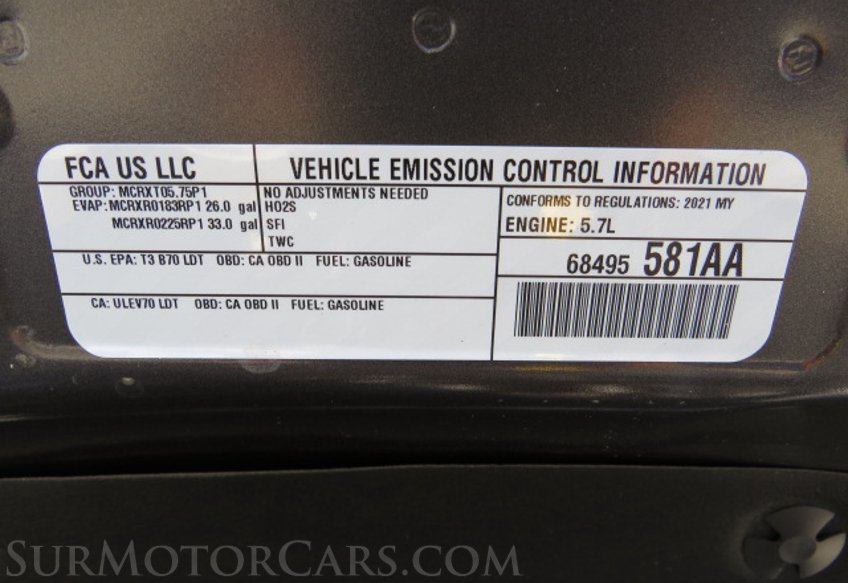 FCA US LLC
VEHICLE EMISSION CONTROL INFORMATION
GROUP: MCRXT05.75P1
EVAP: MCRXR0183RP1 26.0 gal
MCRXR0225RP1 33.0 gal
NO ADJUSTMENTS NEEDED
HO2S
SFI
TWC
CONFORMS TO REGULATIONS: 2021 MY
ENGINE: 5.7L
U.S. EPA: T3 B70 LDT OBD: CA OBD II FUEL: GASOLINE
68495 581AA
CA: ULEV70 LDT OBD: CA OBD II FUEL: GASOLINE
SurMotorCars.com